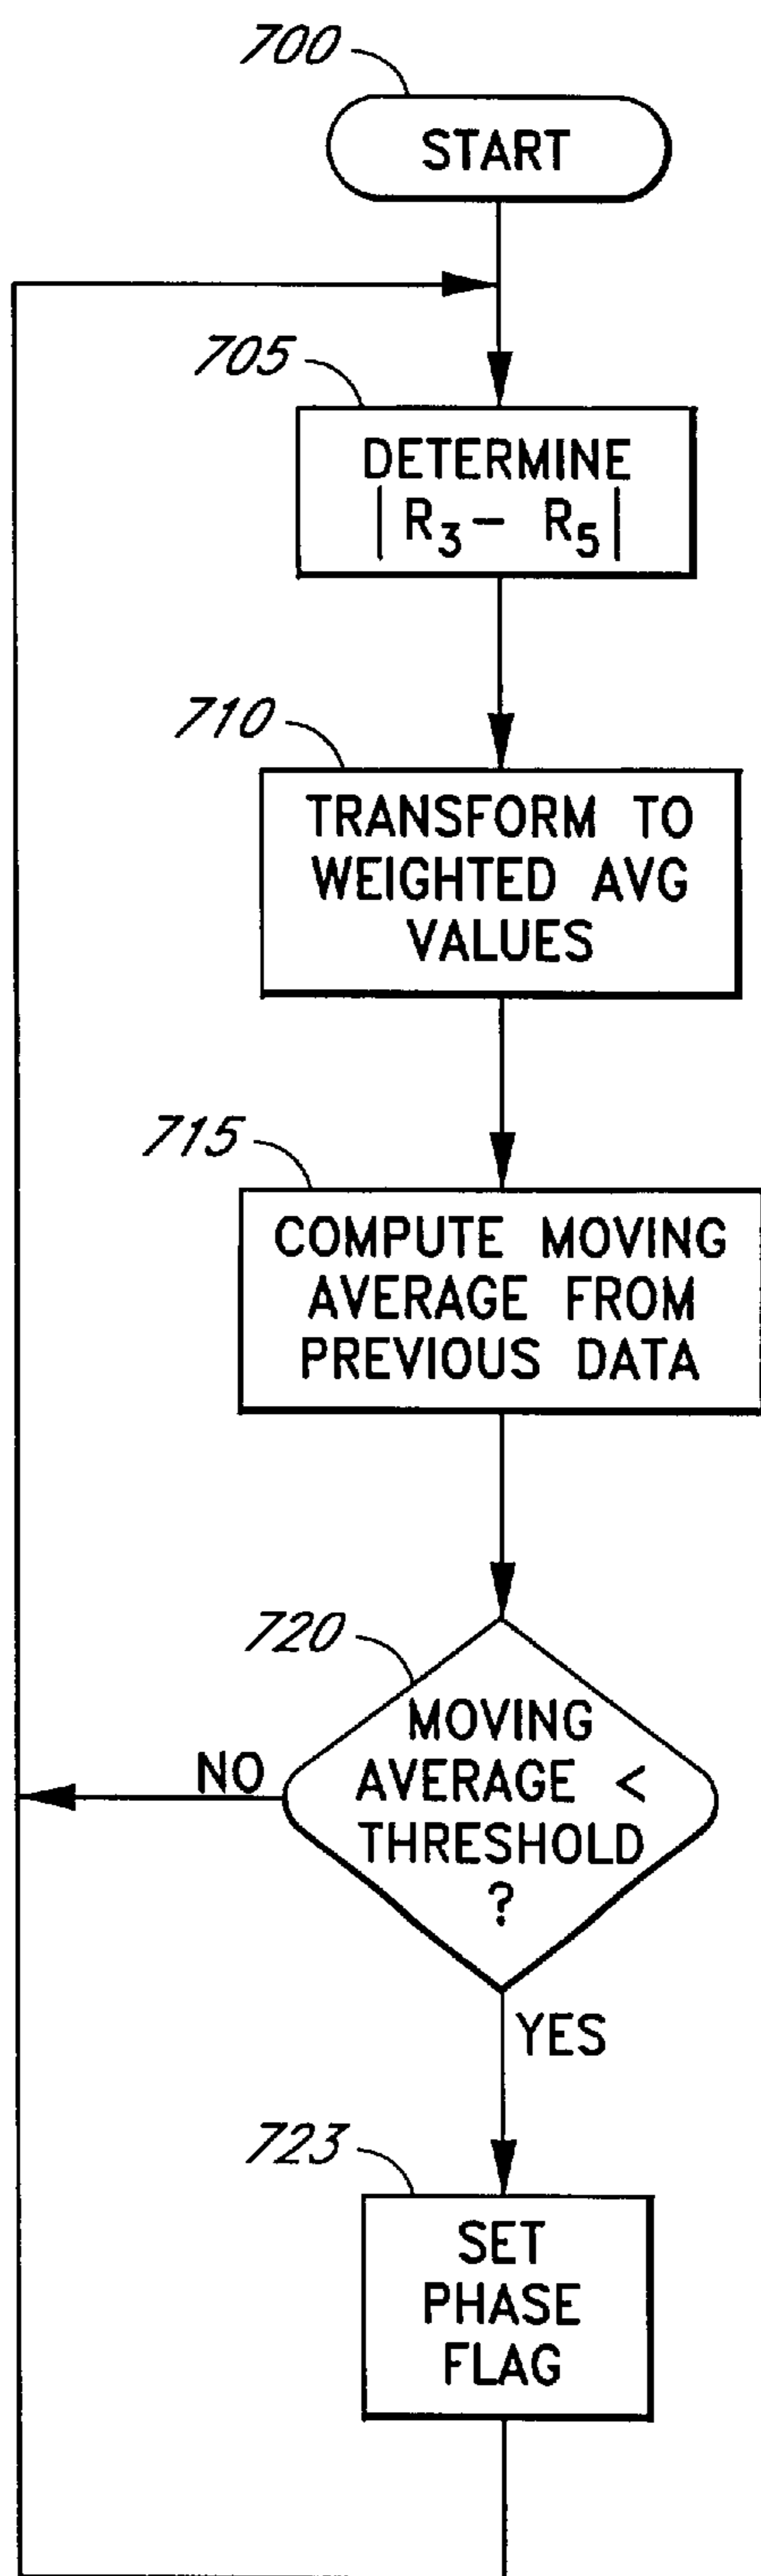 700
START
705
DETERMINE
| R₃ – R₅ |
710
TRANSFORM TO
WEIGHTED AVG
VALUES
715
COMPUTE MOVING
AVERAGE FROM
PREVIOUS DATA
720
MOVING
AVERAGE <
THRESHOLD
?
NO
YES
723
SET
PHASE
FLAG